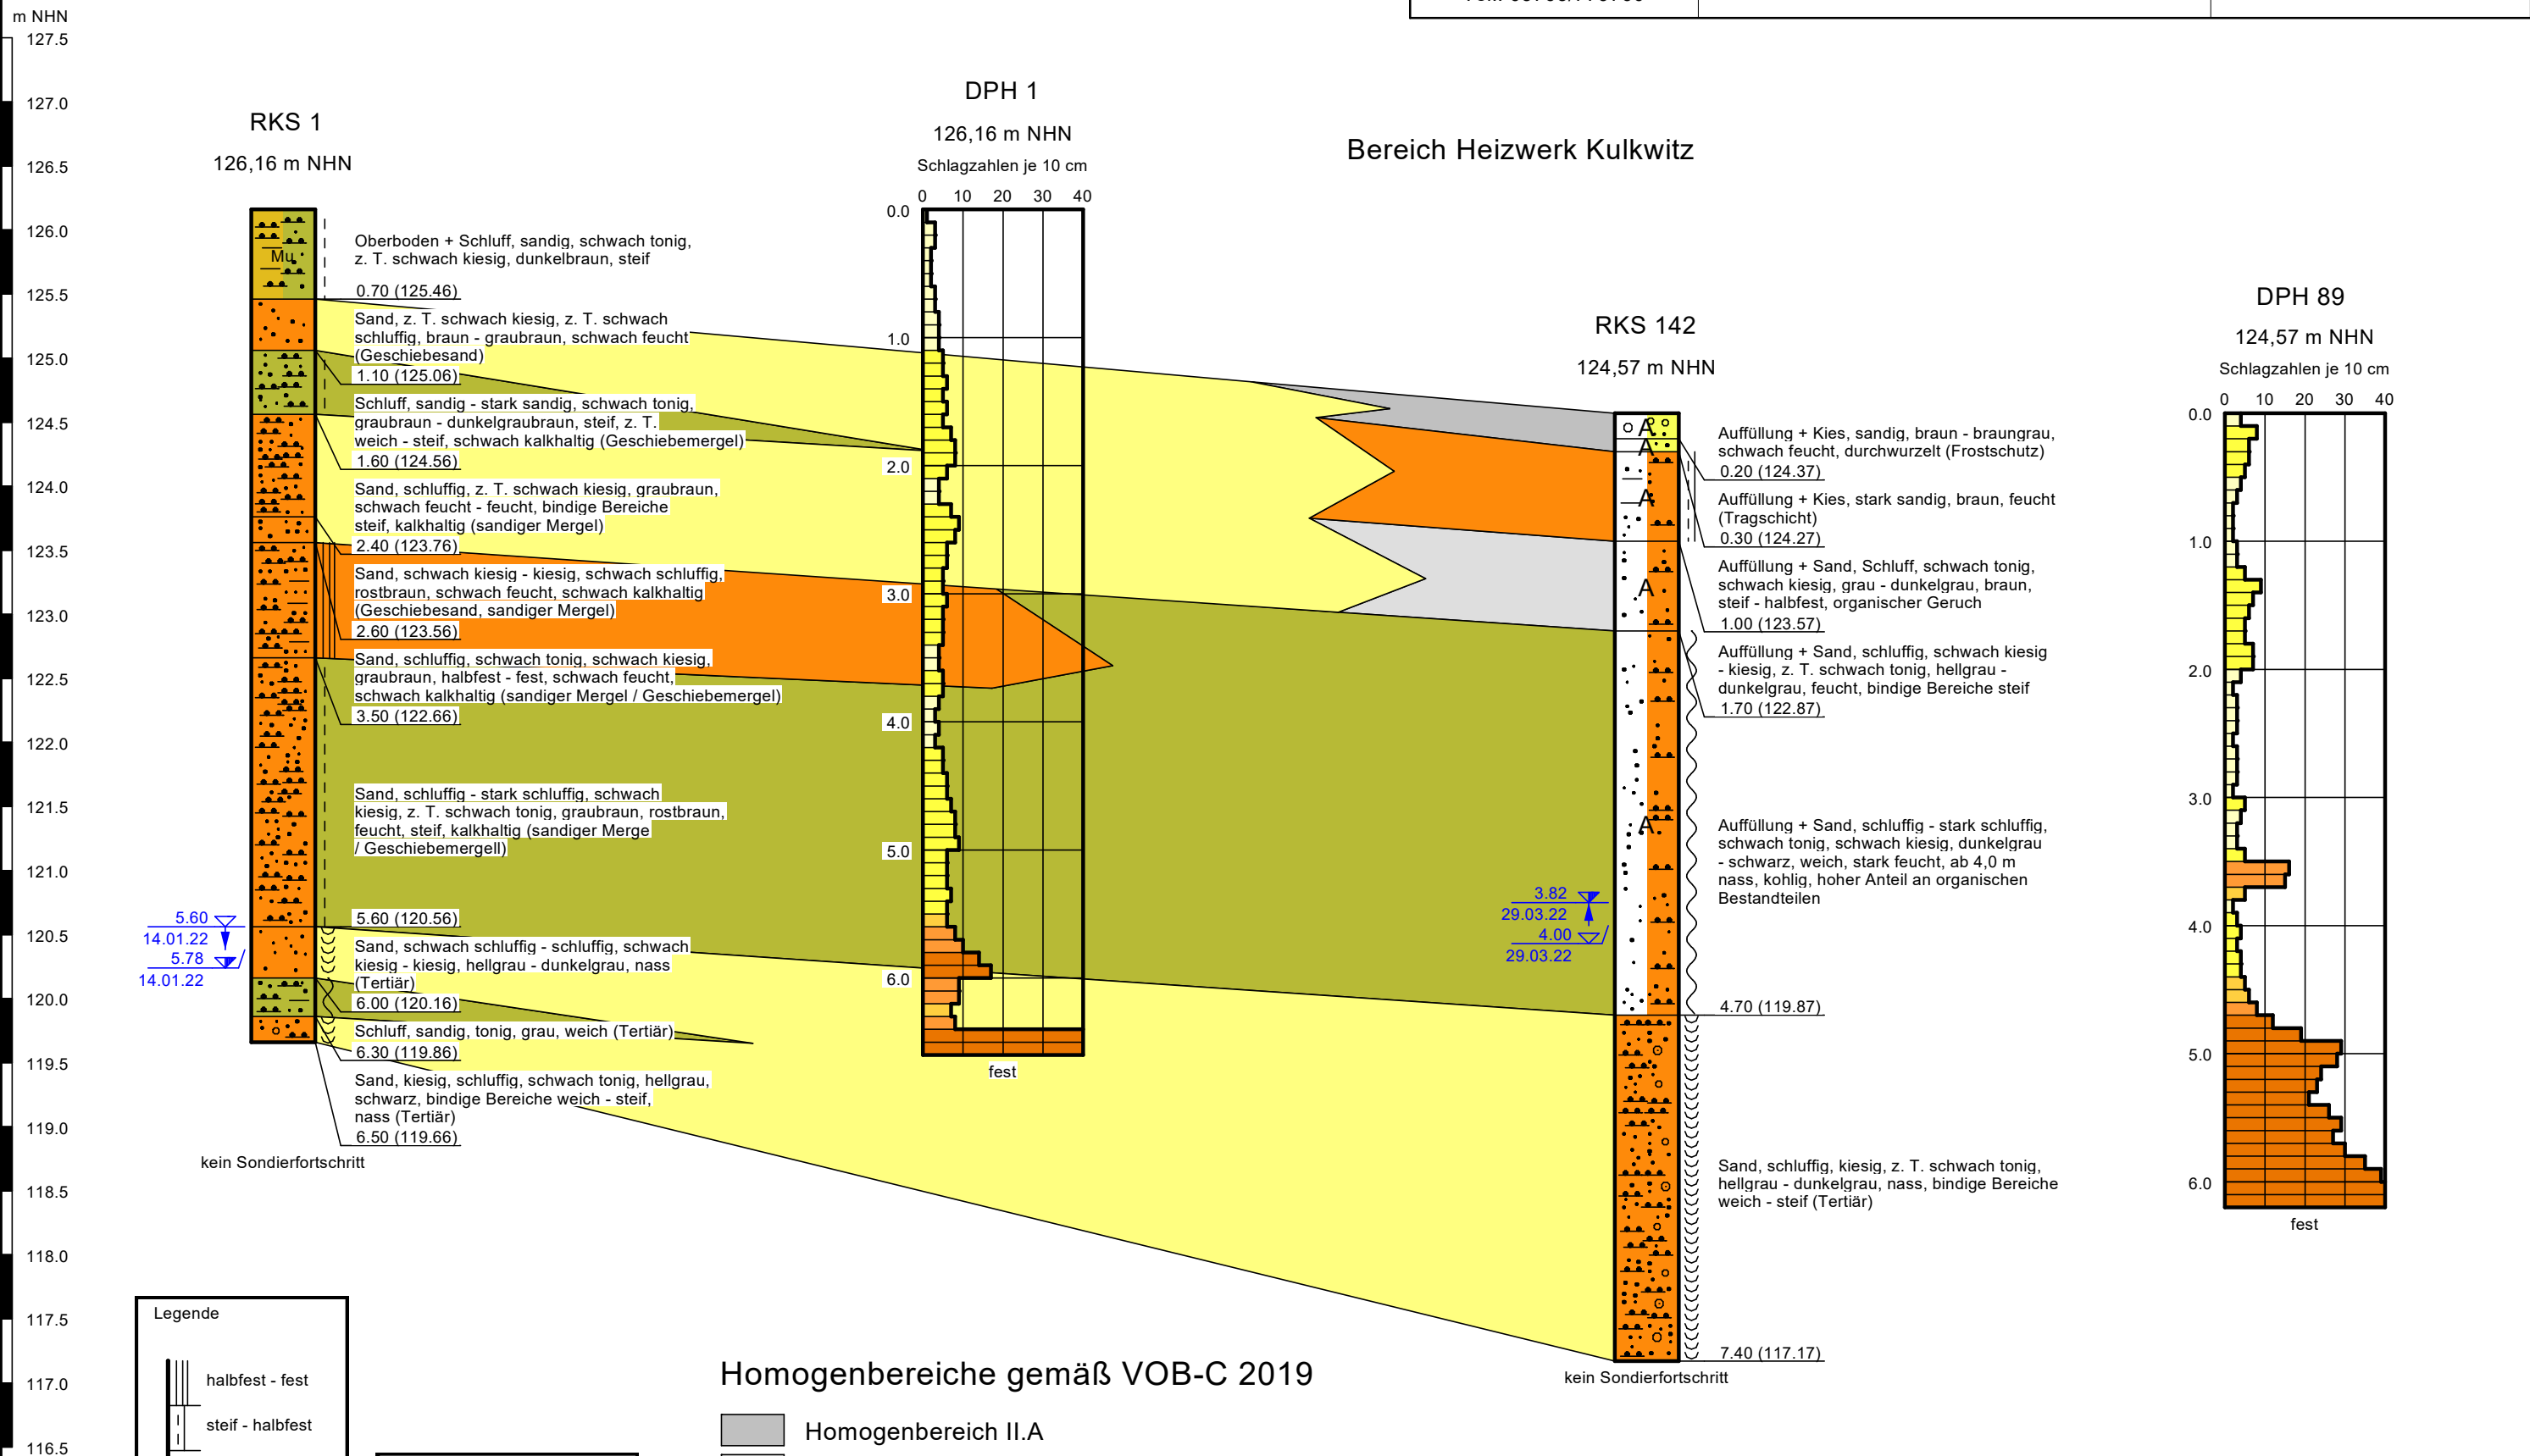 m NHN
127.5
127.0
126.5
126.0
125.5
125.0
124.5
124.0
123.5
123.0
122.5
122.0
121.5
121.0
120.5
120.0
119.5
119.0
118.5
118.0
117.5
117.0
116.5
RKS 1
126,16 m NHN
Mu
Oberboden + Schluff, sandig, schwach tonig,
z. T. schwach kiesig, dunkelbraun, steif
0.70 (125.46)
Sand, z. T. schwach kiesig, z. T. schwach
schluffig, braun - graubraun, schwach feucht
(Geschiebesand)
1.10 (125.06)
Schluff, sandig - stark sandig, schwach tonig,
graubraun - dunkelgraubraun, steif, z. T.
weich - steif, schwach kalkhaltig (Geschiebemergel)
1.60 (124.56)
Sand, schluffig, z. T. schwach kiesig, graubraun,
schwach feucht - feucht, bindige Bereiche
steif, kalkhaltig (sandiger Mergel)
2.40 (123.76)
Sand, schwach kiesig - kiesig, schwach schluffig,
rostbraun, schwach feucht, schwach kalkhaltig
(Geschiebesand, sandiger Mergel)
2.60 (123.56)
Sand, schluffig, schwach tonig, schwach kiesig,
graubraun, halbfest - fest, schwach feucht,
schwach kalkhaltig (sandiger Mergel / Geschiebemergel)
3.50 (122.66)
Sand, schluffig - stark schluffig, schwach
kiesig, z. T. schwach tonig, graubraun, rostbraun,
feucht, steif, kalkhaltig (sandiger Merge
/ Geschiebemergell)
5.60 (120.56)
Sand, schwach schluffig - schluffig, schwach
kiesig - kiesig, hellgrau - dunkelgrau, nass
(Tertiär)
6.00 (120.16)
Schluff, sandig, tonig, grau, weich (Tertiär)
6.30 (119.86)
Sand, kiesig, schluffig, schwach tonig, hellgrau,
schwarz, bindige Bereiche weich - steif,
nass (Tertiär)
6.50 (119.66)
kein Sondierfortschritt
5.60
14.01.22
5.78
14.01.22
DPH 1
126,16 m NHN
Schlagzahlen je 10 cm
0 10 20 30 40
0.0
1.0
2.0
3.0
4.0
5.0
6.0
fest
Bereich Heizwerk Kulkwitz
RKS 142
124,57 m NHN
A
A
A
A
A
Auffüllung + Kies, sandig, braun - braungrau,
schwach feucht, durchwurzelt (Frostschutz)
0.20 (124.37)
Auffüllung + Kies, stark sandig, braun, feucht
(Tragschicht)
0.30 (124.27)
Auffüllung + Sand, Schluff, schwach tonig,
schwach kiesig, grau - dunkelgrau, braun,
steif - halbfest, organischer Geruch
1.00 (123.57)
Auffüllung + Sand, schluffig, schwach kiesig
- kiesig, z. T. schwach tonig, hellgrau -
dunkelgrau, feucht, bindige Bereiche steif
1.70 (122.87)
Auffüllung + Sand, schluffig - stark schluffig,
schwach tonig, schwach kiesig, dunkelgrau
- schwarz, weich, stark feucht, ab 4,0 m
nass, kohlig, hoher Anteil an organischen
Bestandteilen
4.70 (119.87)
Sand, schluffig, kiesig, z. T. schwach tonig,
hellgrau - dunkelgrau, nass, bindige Bereiche
weich - steif (Tertiär)
7.40 (117.17)
kein Sondierfortschritt
3.82
29.03.22
4.00
29.03.22
DPH 89
124,57 m NHN
Schlagzahlen je 10 cm
0 10 20 30 40
0.0
1.0
2.0
3.0
4.0
5.0
6.0
fest
Legende
halbfest - fest
steif - halbfest
Homogenbereiche gemäß VOB-C 2019
Homogenbereich II.A